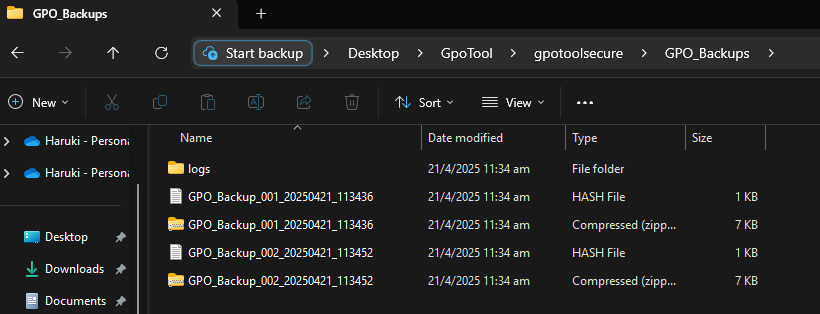 GPO_Backups
Start backup > Desktop > GpoTool > gpotoolsecure > GPO_Backups >
New Sort View
Haruki - Persona
Haruki - Persona
Desktop
Downloads
Documents
Name Date modified Type Size
logs 21/4/2025 11:34 am File folder
GPO_Backup_001_20250421_113436 21/4/2025 11:34 am HASH File 1 KB
GPO_Backup_001_20250421_113436 21/4/2025 11:34 am Compressed (zipp... 7 KB
GPO_Backup_002_20250421_113452 21/4/2025 11:34 am HASH File 1 KB
GPO_Backup_002_20250421_113452 21/4/2025 11:34 am Compressed (zipp... 7 KB